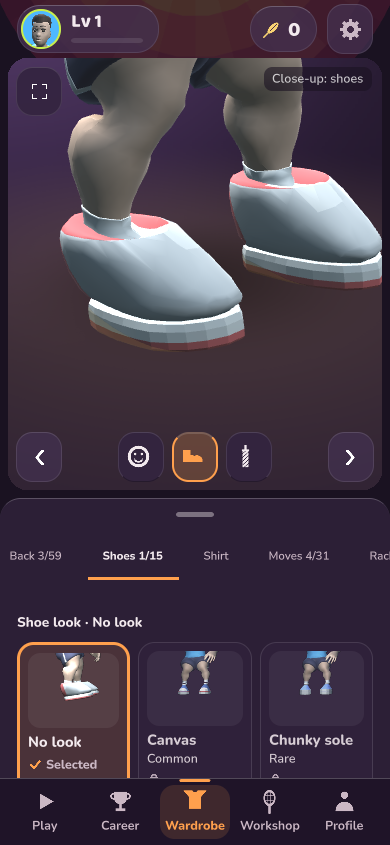 Lv 1
0
Close-up: shoes
Back 3/59
Shoes 1/15
Shirt
Moves 4/31
Shoe look · No look
No look
Selected
Canvas
Common
Chunky sole
Rare
Play
Career
Wardrobe
Workshop
Profile